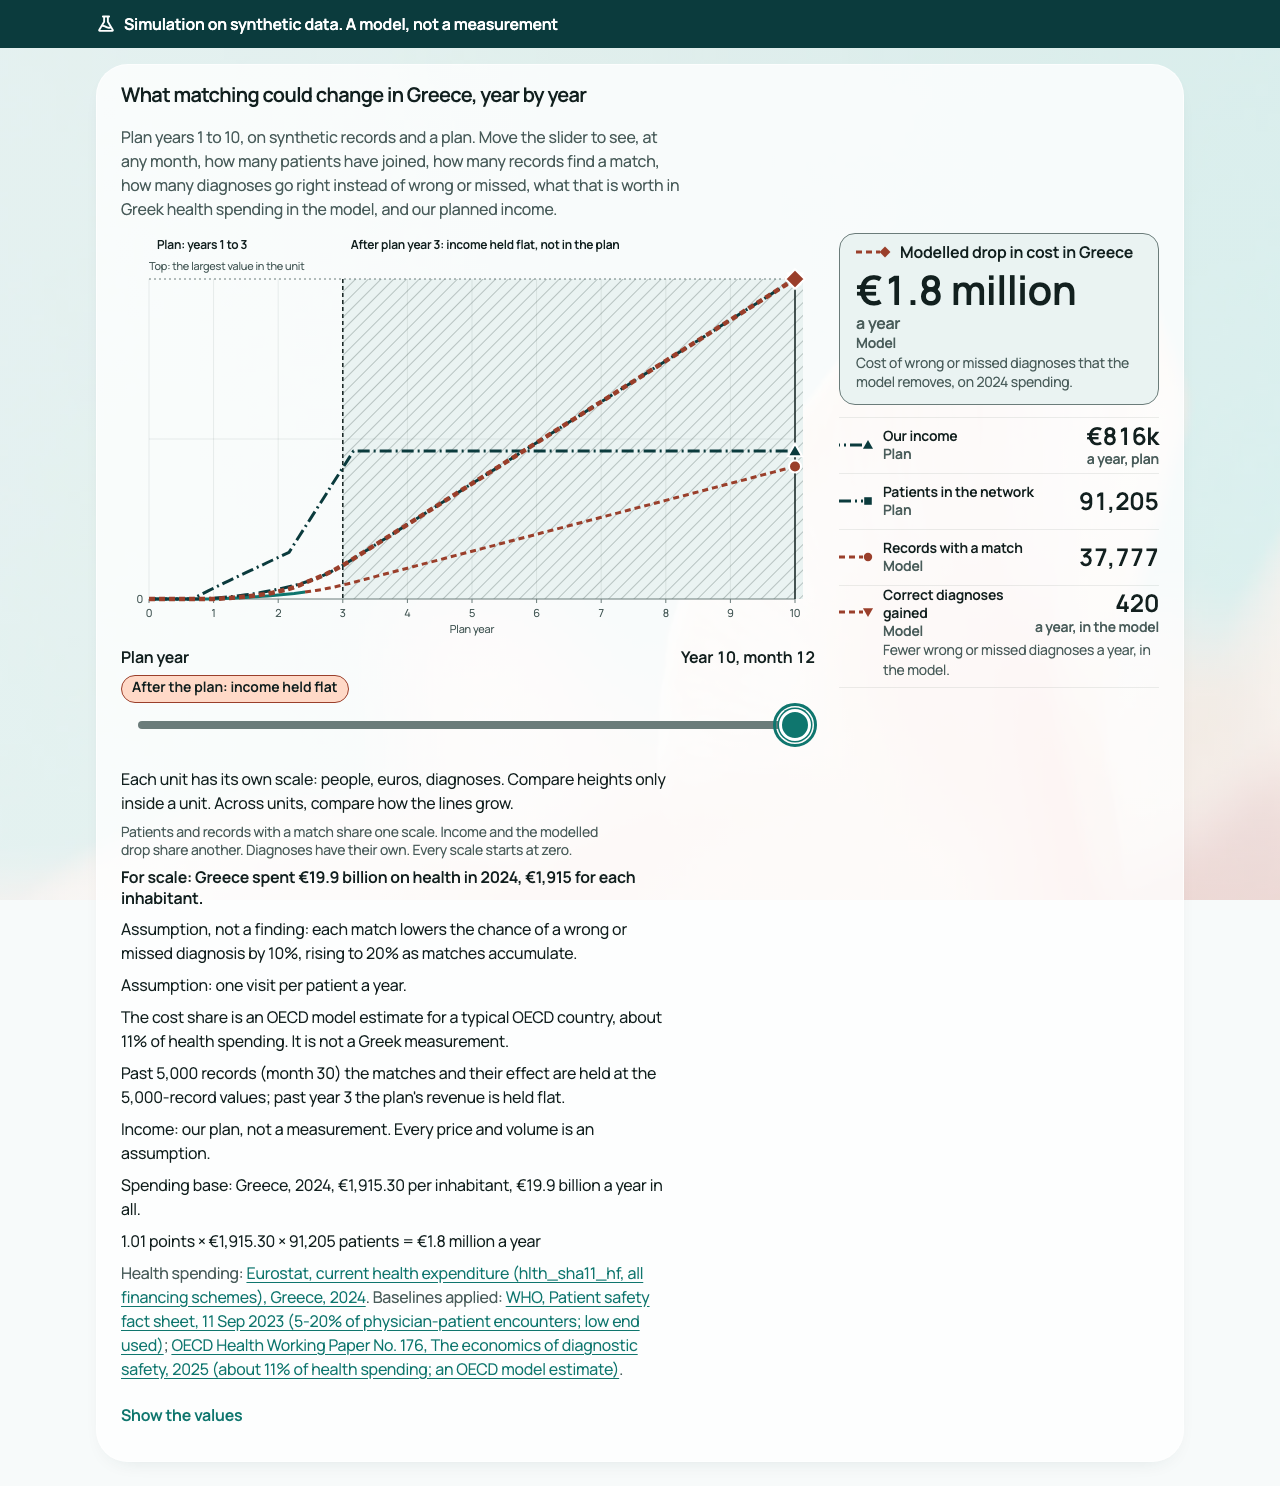 Simulation on synthetic data. A model, not a measurement
What matching could change in Greece, year by year
Plan years 1 to 10, on synthetic records and a plan. Move the slider to see, at
any month, how many patients have joined, how many records find a match,
how many diagnoses go right instead of wrong or missed, what that is worth in
Greek health spending in the model, and our planned income.
Plan: years 1 to 3
After plan year 3: income held flat, not in the plan
Top: the largest value in the unit
0
0 1 2 3 4 5 6 7 8 9 10
Plan year
Modelled drop in cost in Greece
€1.8 million
a year
Model
Cost of wrong or missed diagnoses that the
model removes, on 2024 spending.
Our income
Plan
€816k
a year, plan
Patients in the network
Plan
91,205
Records with a match
Model
37,777
Correct diagnoses
gained
Model
420
a year, in the model
Fewer wrong or missed diagnoses a year, in
the model.
Plan year
Year 10, month 12
After the plan: income held flat
Each unit has its own scale: people, euros, diagnoses. Compare heights only
inside a unit. Across units, compare how the lines grow.
Patients and records with a match share one scale. Income and the modelled
drop share another. Diagnoses have their own. Every scale starts at zero.
For scale: Greece spent €19.9 billion on health in 2024, €1,915 for each
inhabitant.
Assumption, not a finding: each match lowers the chance of a wrong or
missed diagnosis by 10%, rising to 20% as matches accumulate.
Assumption: one visit per patient a year.
The cost share is an OECD model estimate for a typical OECD country, about
11% of health spending. It is not a Greek measurement.
Past 5,000 records (month 30) the matches and their effect are held at the
5,000-record values; past year 3 the plan's revenue is held flat.
Income: our plan, not a measurement. Every price and volume is an
assumption.
Spending base: Greece, 2024, €1,915.30 per inhabitant, €19.9 billion a year in
all.
1.01 points × €1,915.30 × 91,205 patients = €1.8 million a year
Health spending: Eurostat, current health expenditure (hlth_sha11_hf, all
financing schemes), Greece, 2024. Baselines applied: WHO, Patient safety
fact sheet, 11 Sep 2023 (5-20% of physician-patient encounters; low end
used); OECD Health Working Paper No. 176, The economics of diagnostic
safety, 2025 (about 11% of health spending; an OECD model estimate).
Show the values